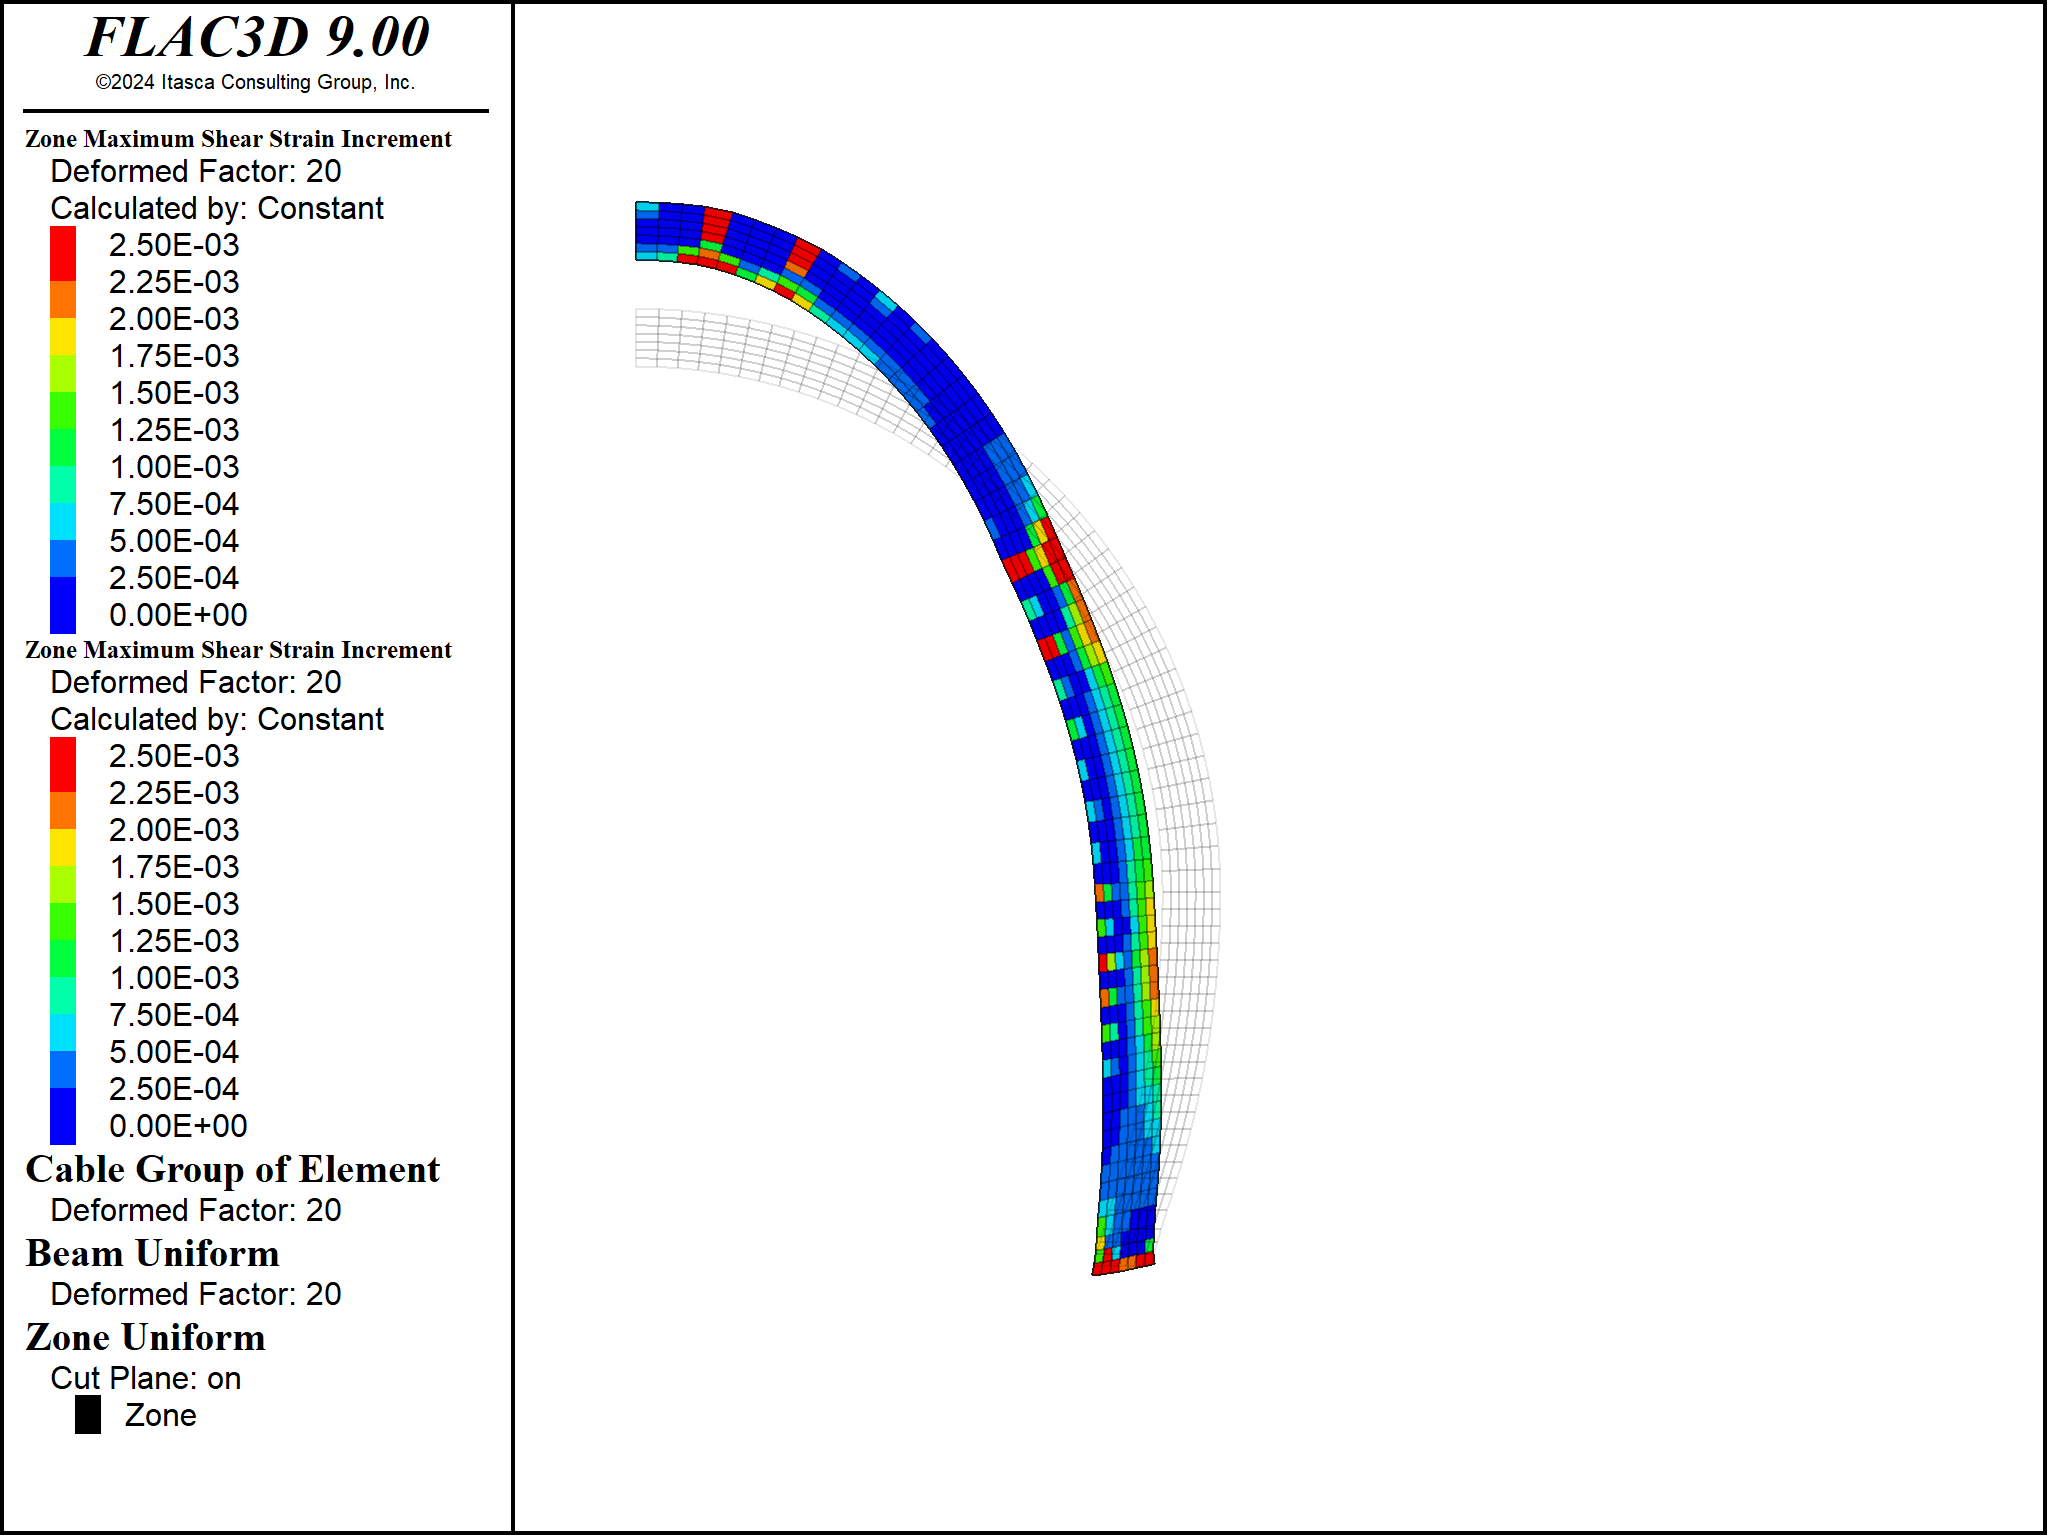 FLAC3D 9.00
©2024 Itasca Consulting Group, Inc.
Zone Maximum Shear Strain Increment
Deformed Factor: 20
Calculated by: Constant
2.50E-03
2.25E-03
2.00E-03
1.75E-03
1.50E-03
1.25E-03
1.00E-03
7.50E-04
5.00E-04
2.50E-04
0.00E+00
Zone Maximum Shear Strain Increment
Deformed Factor: 20
Calculated by: Constant
2.50E-03
2.25E-03
2.00E-03
1.75E-03
1.50E-03
1.25E-03
1.00E-03
7.50E-04
5.00E-04
2.50E-04
0.00E+00
Cable Group of Element
Deformed Factor: 20
Beam Uniform
Deformed Factor: 20
Zone Uniform
Cut Plane: on
Zone